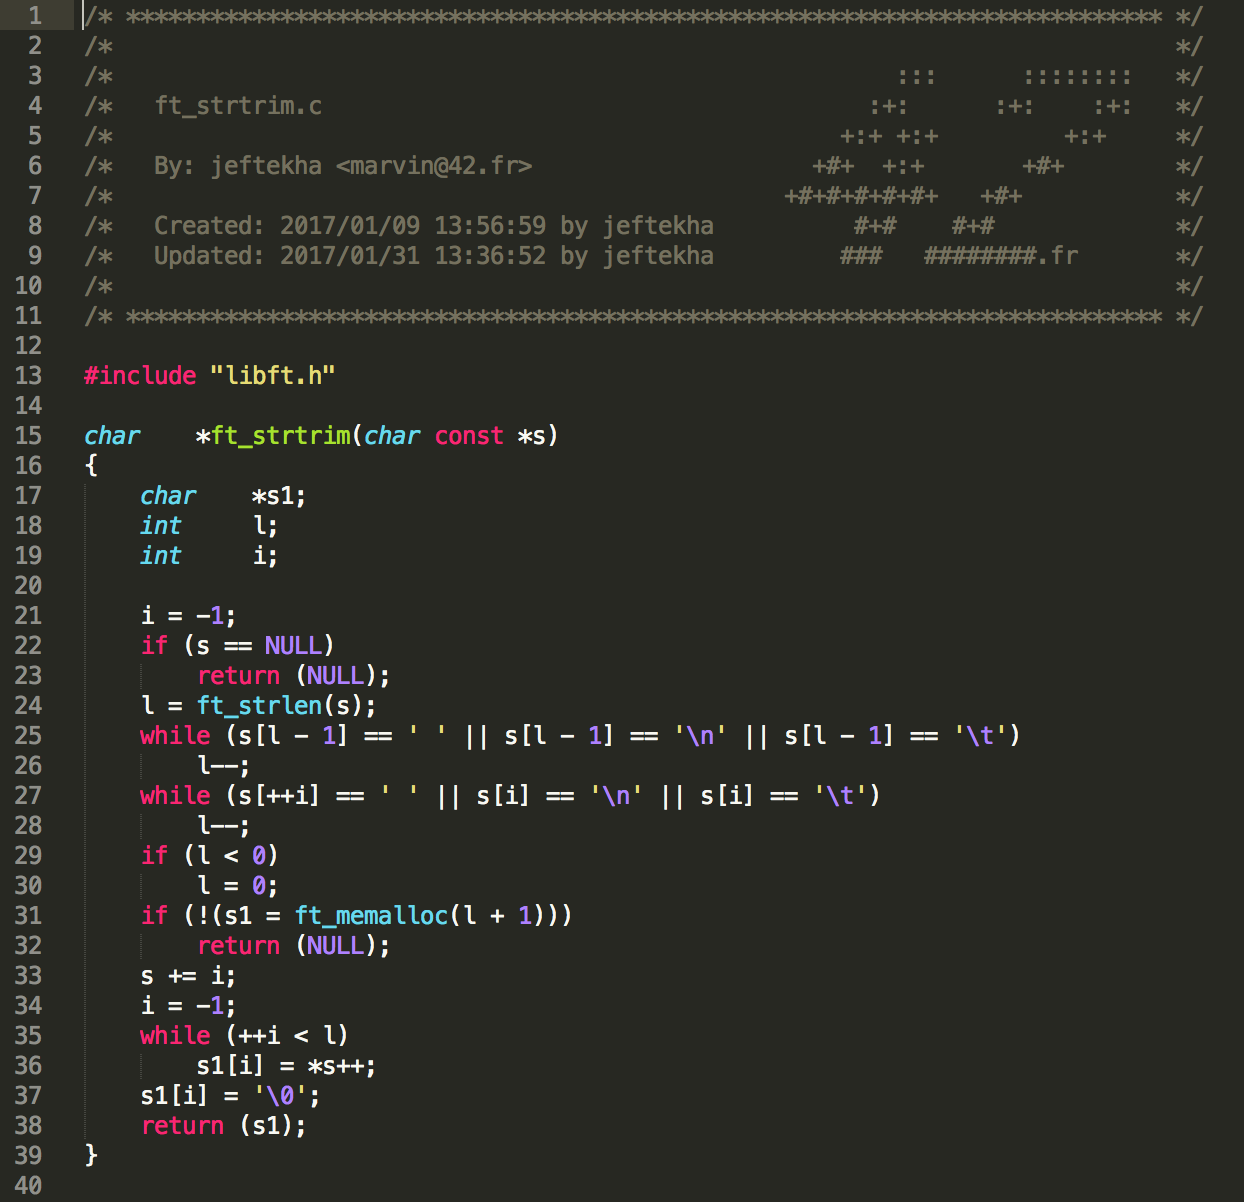 1 /* ************************************************************************** */
2 /*                                                                            */
3 /*                                                        :::      ::::::::   */
4 /*   ft_strtrim.c                                       :+:      :+:    :+:   */
5 /*                                                    +:+ +:+         +:+     */
6 /*   By: jeftekha <marvin@42.fr>                    +#+  +:+       +#+        */
7 /*                                                +#+#+#+#+#+   +#+           */
8 /*   Created: 2017/01/09 13:56:59 by jeftekha          #+#    #+#             */
9 /*   Updated: 2017/01/31 13:36:52 by jeftekha         ###   ########.fr       */
10 /*                                                                            */
11 /* ************************************************************************** */
12
13 #include "libft.h"
14
15 char    *ft_strtrim(char const *s)
16 {
17     char    *s1;
18     int     l;
19     int     i;
20
21     i = -1;
22     if (s == NULL)
23         return (NULL);
24     l = ft_strlen(s);
25     while (s[l - 1] == ' ' || s[l - 1] == '\n' || s[l - 1] == '\t')
26         l--;
27     while (s[++i] == ' ' || s[i] == '\n' || s[i] == '\t')
28         l--;
29     if (l < 0)
30         l = 0;
31     if (!(s1 = ft_memalloc(l + 1)))
32         return (NULL);
33     s += i;
34     i = -1;
35     while (++i < l)
36         s1[i] = *s++;
37     s1[i] = '\0';
38     return (s1);
39 }
40